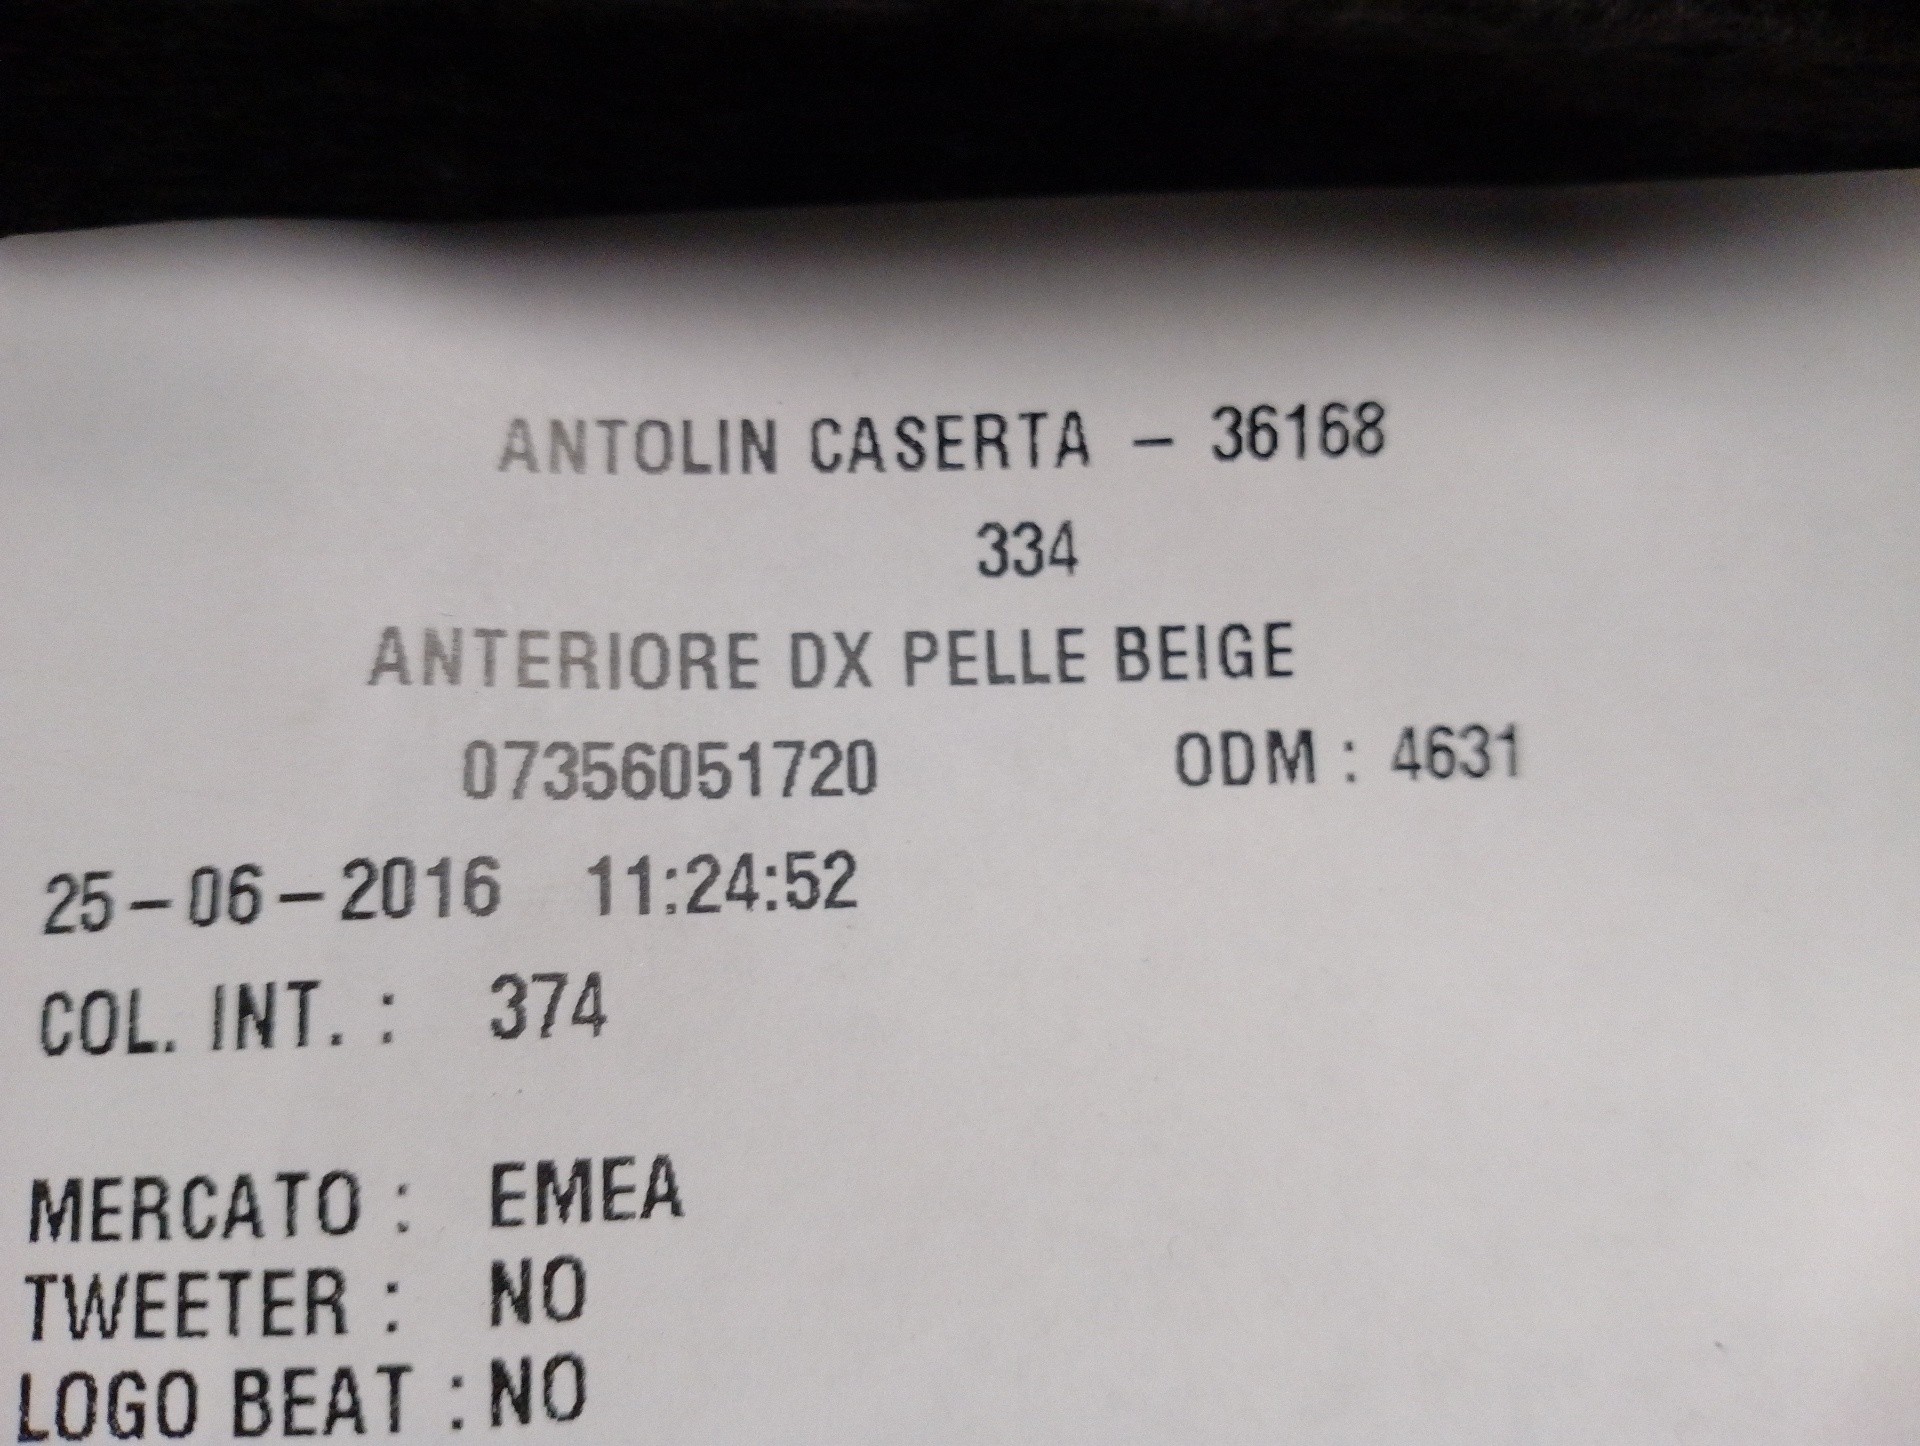 ANTOLIN CASERTA - 36168
334
ANTERIORE DX PELLE BEIGE
07356051720 ODM : 4631
25-06-2016 11:24:52
COL. INT. : 374
MERCATO : EMEA
TWEETER : NO
LOGO BEAT : NO